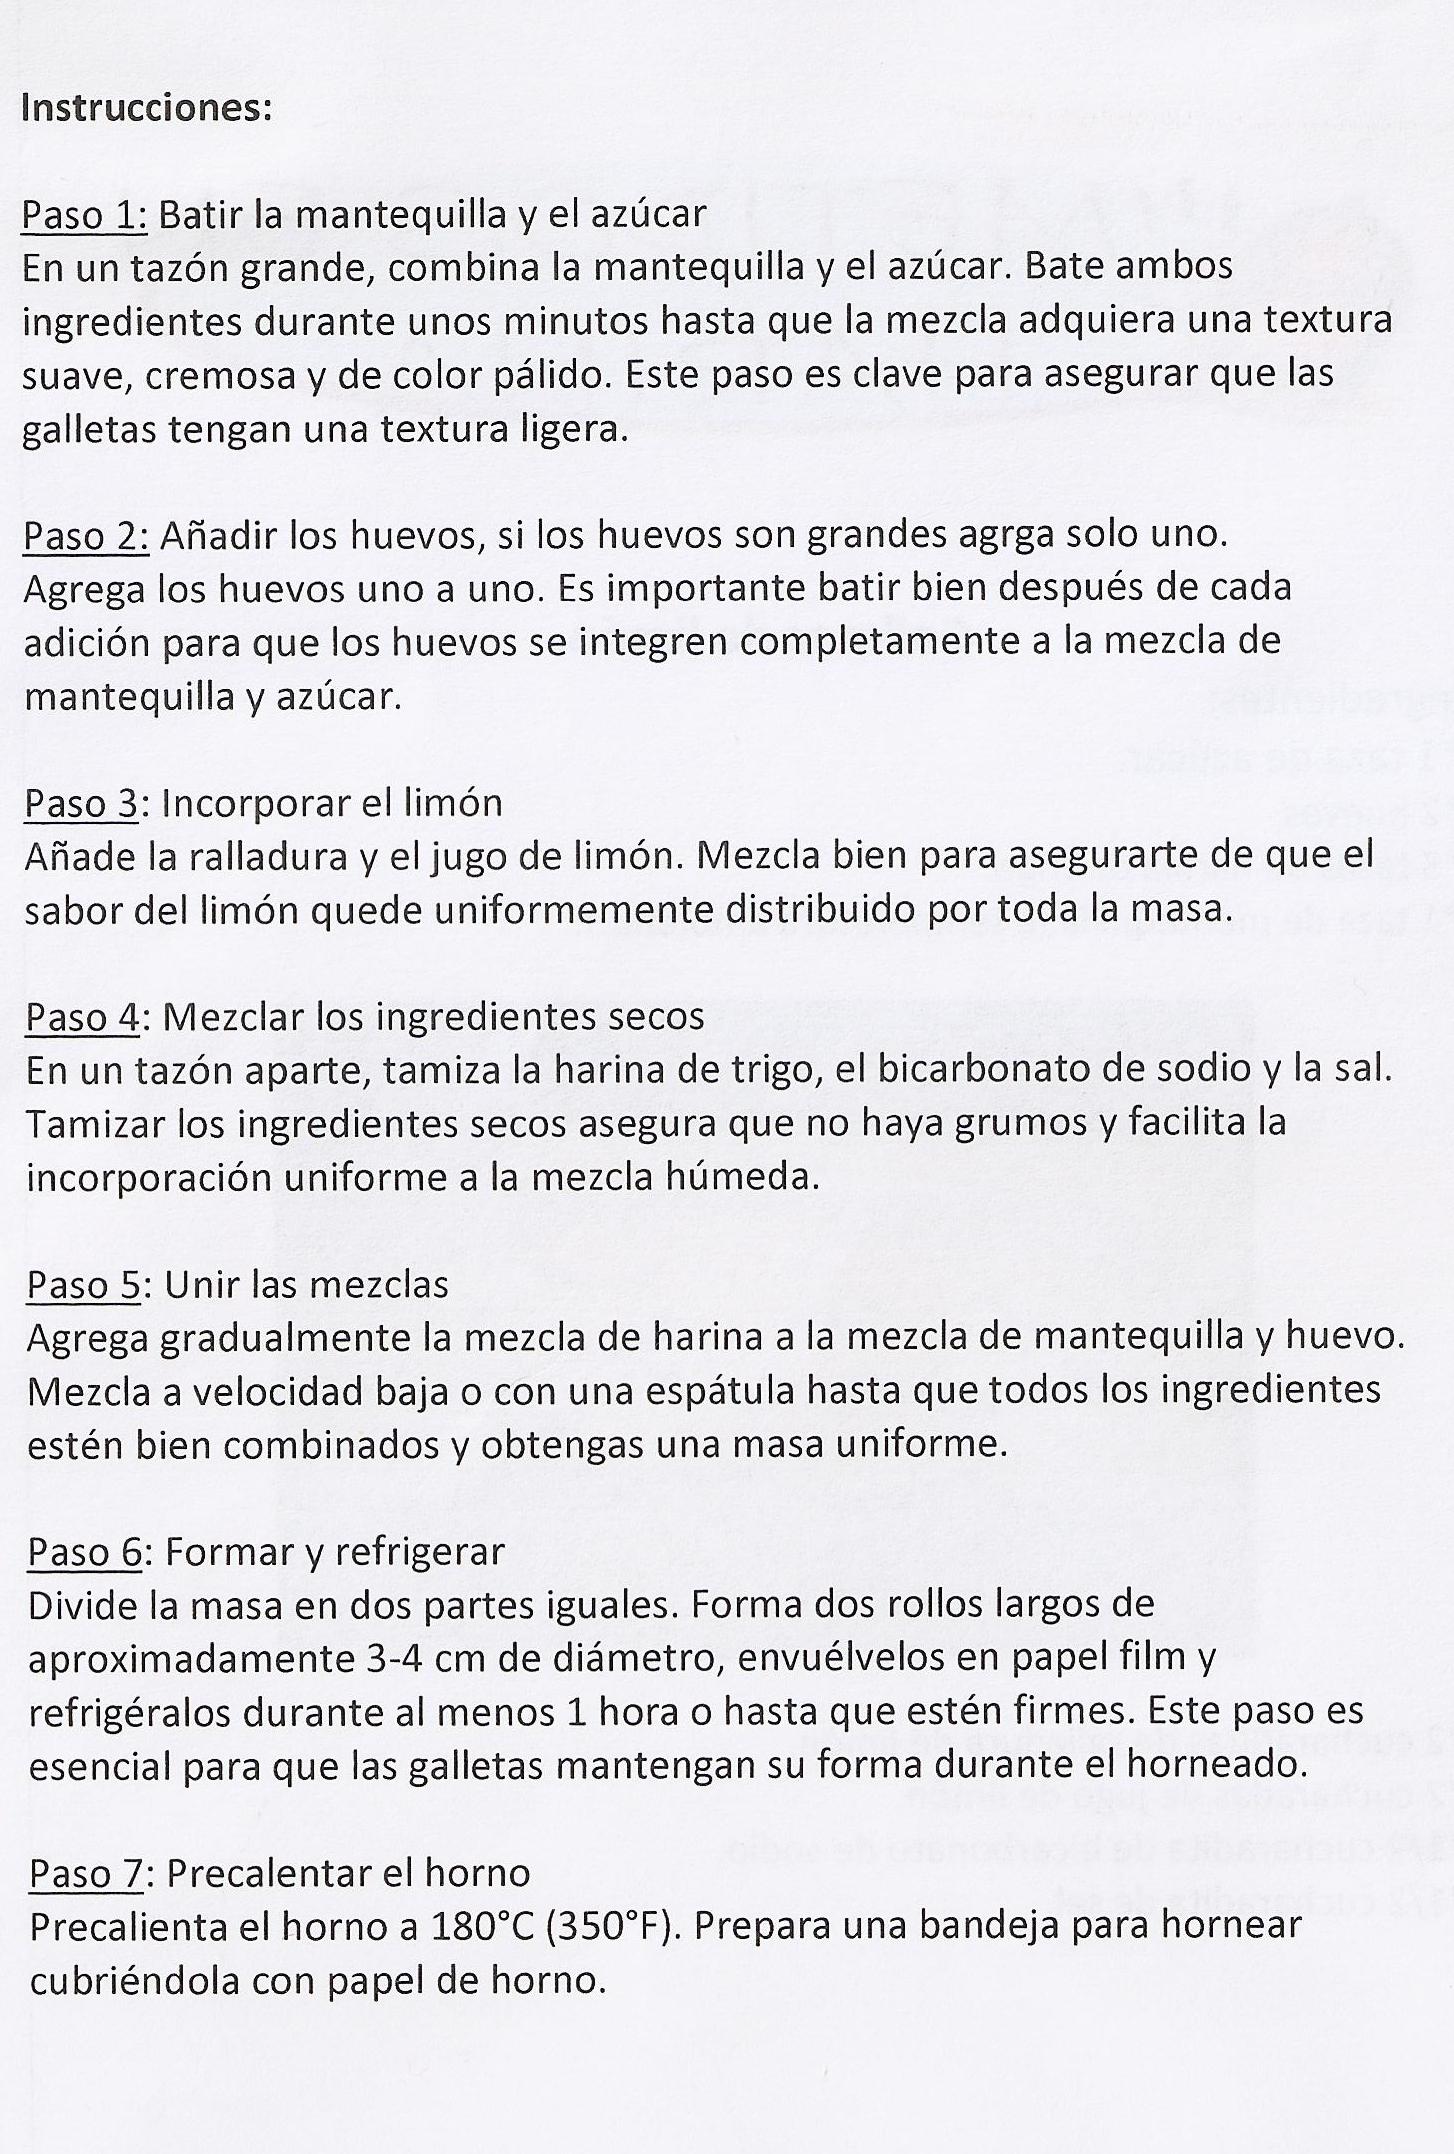 Instrucciones:
Paso 1: Batir la mantequilla y el azúcar
En un tazón grande, combina la mantequilla y el azúcar. Bate ambos
ingredientes durante unos minutos hasta que la mezcla adquiera una textura
suave, cremosa y de color pálido. Este paso es clave para asegurar que las
galletas tengan una textura ligera.
Paso 2: Añadir los huevos, si los huevos son grandes agrga solo uno.
Agrega los huevos uno a uno. Es importante batir bien después de cada
adición para que los huevos se integren completamente a la mezcla de
mantequilla y azúcar.
Paso 3: Incorporar el limón
Añade la ralladura y el jugo de limón. Mezcla bien para asegurarte de que el
sabor del limón quede uniformemente distribuido por toda la masa.
Paso 4: Mezclar los ingredientes secos
En un tazón aparte, tamiza la harina de trigo, el bicarbonato de sodio y la sal.
Tamizar los ingredientes secos asegura que no haya grumos y facilita la
incorporación uniforme a la mezcla húmeda.
Paso 5: Unir las mezclas
Agrega gradualmente la mezcla de harina a la mezcla de mantequilla y huevo.
Mezcla a velocidad baja o con una espátula hasta que todos los ingredientes
estén bien combinados y obtengas una masa uniforme.
Paso 6: Formar y refrigerar
Divide la masa en dos partes iguales. Forma dos rollos largos de
aproximadamente 3-4 cm de diámetro, envuélvelos en papel film y
refrigéralos durante al menos 1 hora o hasta que estén firmes. Este paso es
esencial para que las galletas mantengan su forma durante el horneado.
Paso 7: Precalentar el horno
Precalienta el horno a 180°C (350°F). Prepara una bandeja para hornear
cubriéndola con papel de horno.